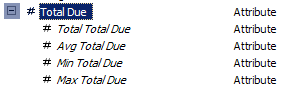 # Total Due Attribute
# Total Total Due Attribute
# Avg Total Due Attribute
# Min Total Due Attribute
# Max Total Due Attribute